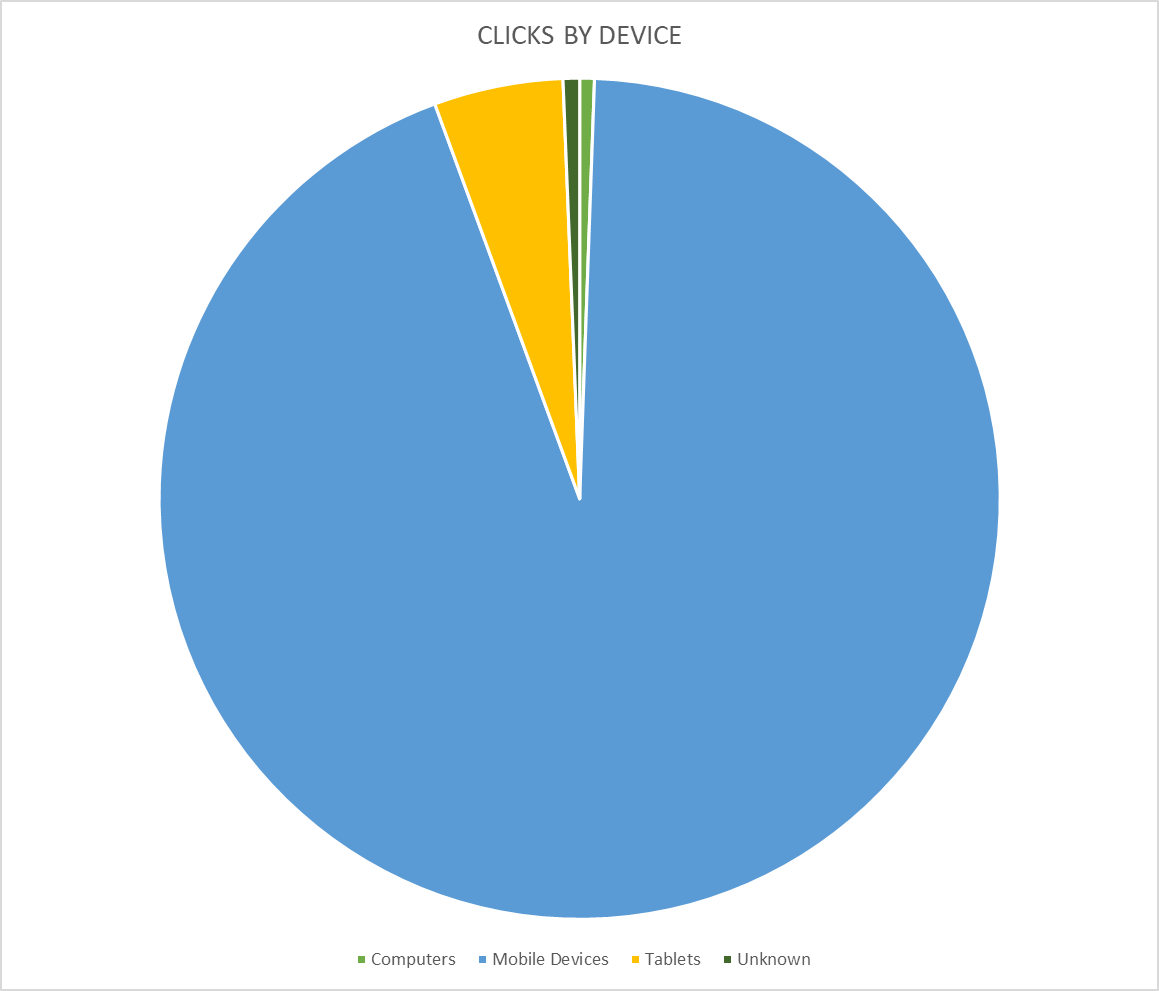 CLICKS BY DEVICE
Computers Mobile Devices Tablets Unknown